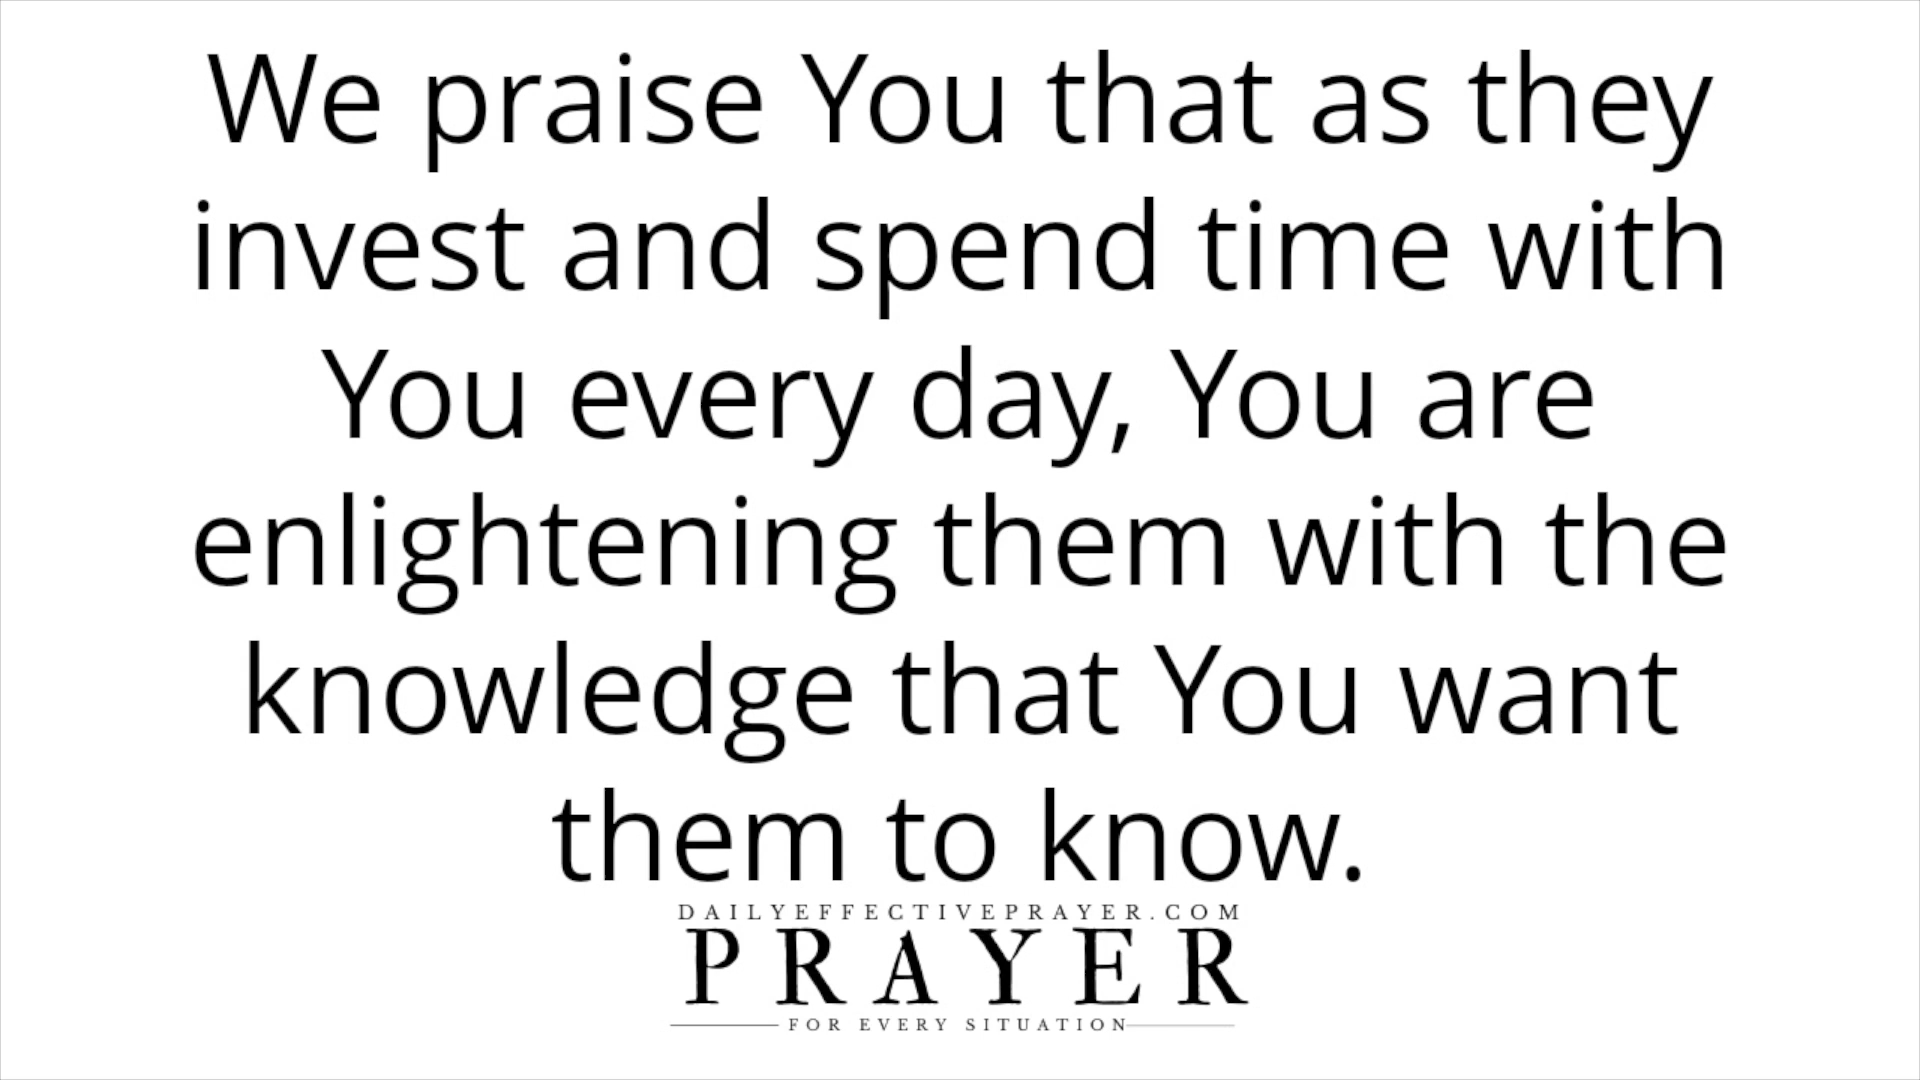 We praise You that as they
invest and spend time with
You every day, You are
enlightening them with the
knowledge that You want
them to know.
DAILYEFFECTIVEPRAYER.COM
PRAYER
FOR EVERY SITUATION